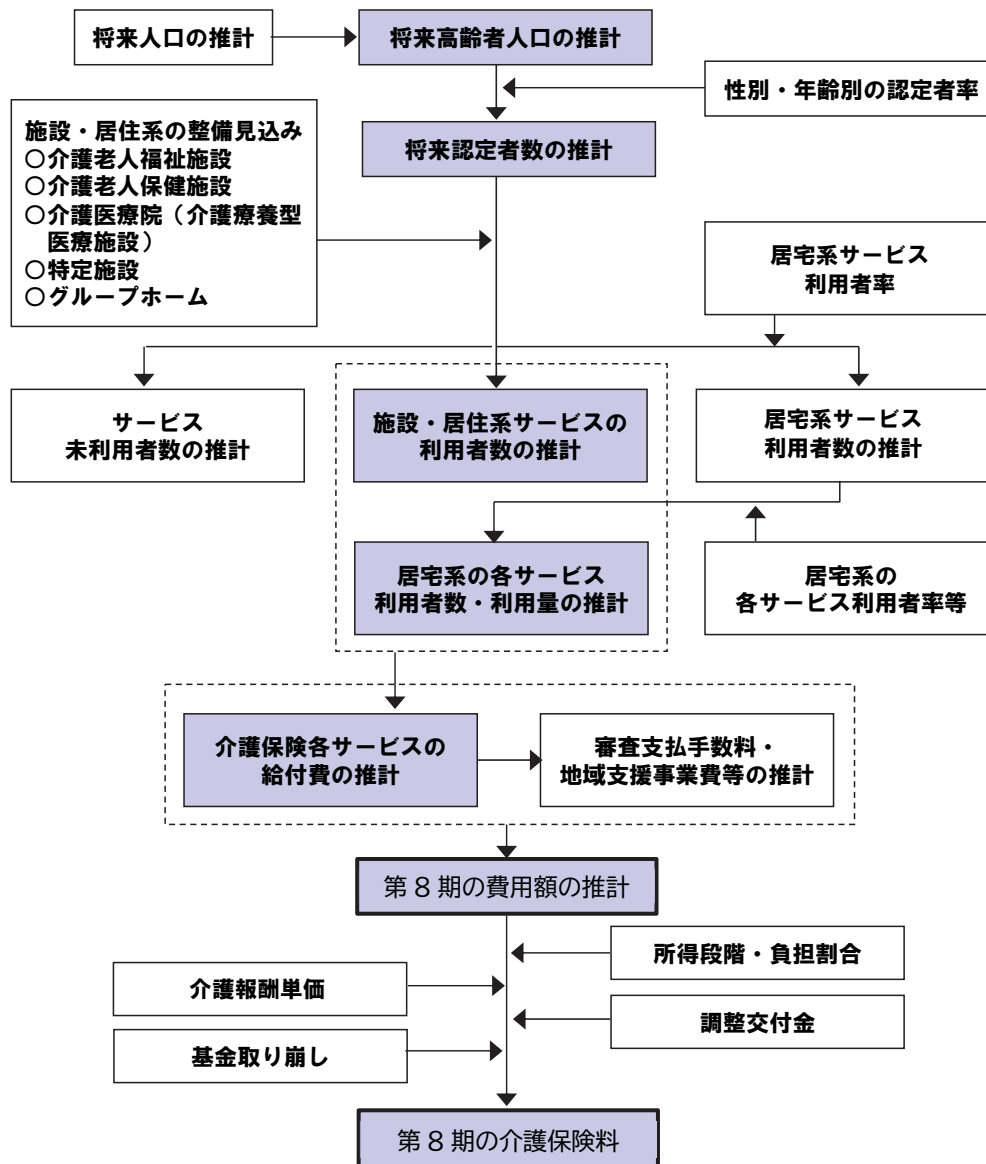 将来人口の推計
将来高齢者人口の推計
性別・年齢別の認定者率
施設・居住系の整備見込み
○介護老人福祉施設
○介護老人保健施設
○介護医療院（介護療養型
医療施設）
○特定施設
○グループホーム
将来認定者数の推計
居宅系サービス
利用者率
サービス
未利用者数の推計
施設・居住系サービスの
利用者数の推計
居宅系サービス
利用者数の推計
居宅系の各サービス
利用者数・利用量の推計
居宅系の
各サービス利用者率等
介護保険各サービスの
給付費の推計
審査支払手数料・
地域支援事業費等の推計
第８期の費用額の推計
所得段階・負担割合
介護報酬単価
調整交付金
基金取り崩し
第８期の介護保険料